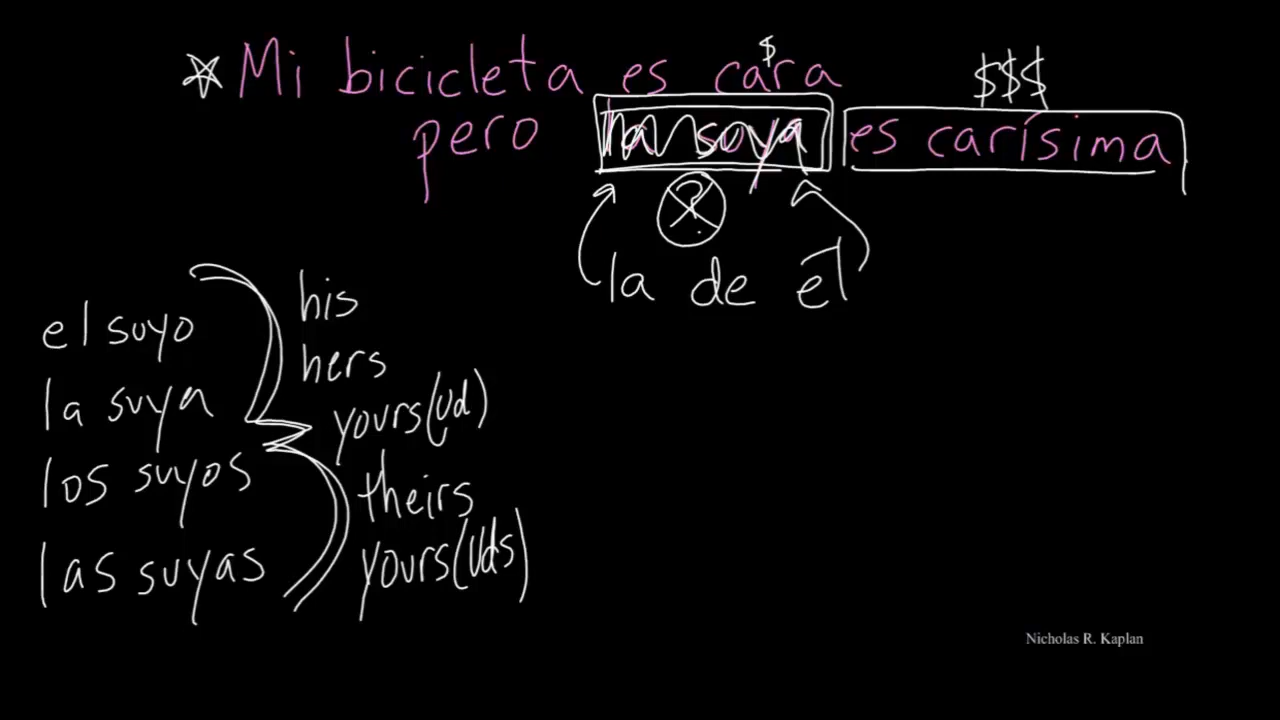 $
$$$
Mi bicicleta es cara
pero la suya es carísima
?
la de él
el suyo
la suya
los suyos
las suyas
his
hers
yours (Ud)
theirs
yours (Uds)
Nicholas R. Kaplan